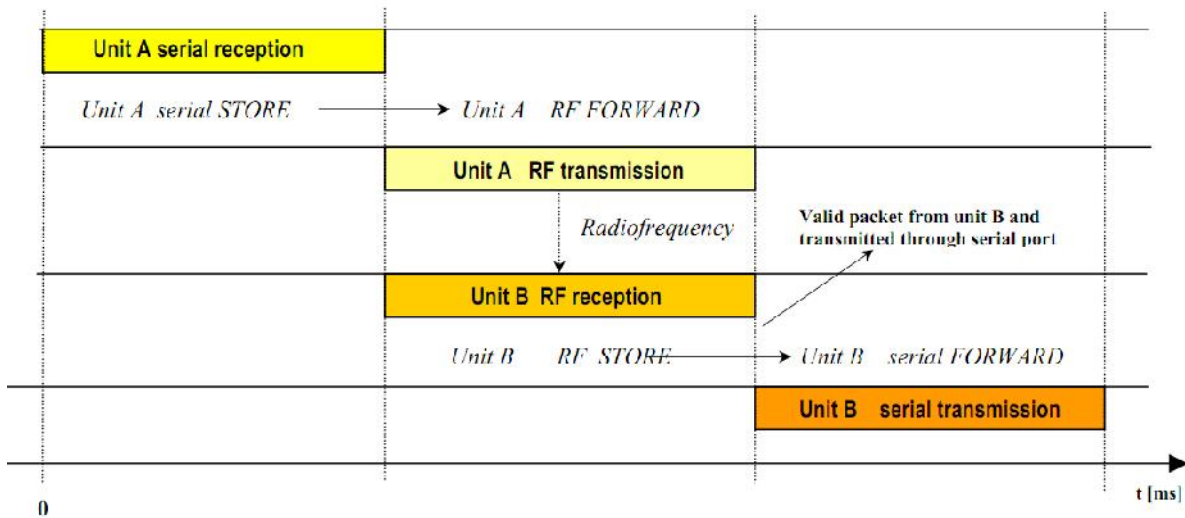 Unit A serial reception
Unit A serial STORE
Unit A RF FORWARD
Unit A RF transmission
Radiofrequency
Valid packet from unit B and
transmitted through serial port
Unit B RF reception
Unit B RF STORE
Unit B serial FORWARD
Unit B serial transmission
t [ms]
0